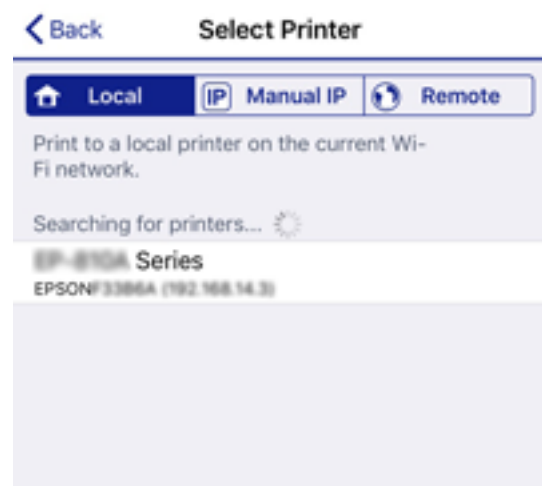 Back
Select Printer
Local
IP Manual IP
Remote
Print to a local printer on the current Wi-
Fi network.
Searching for printers...
Series
EPSON